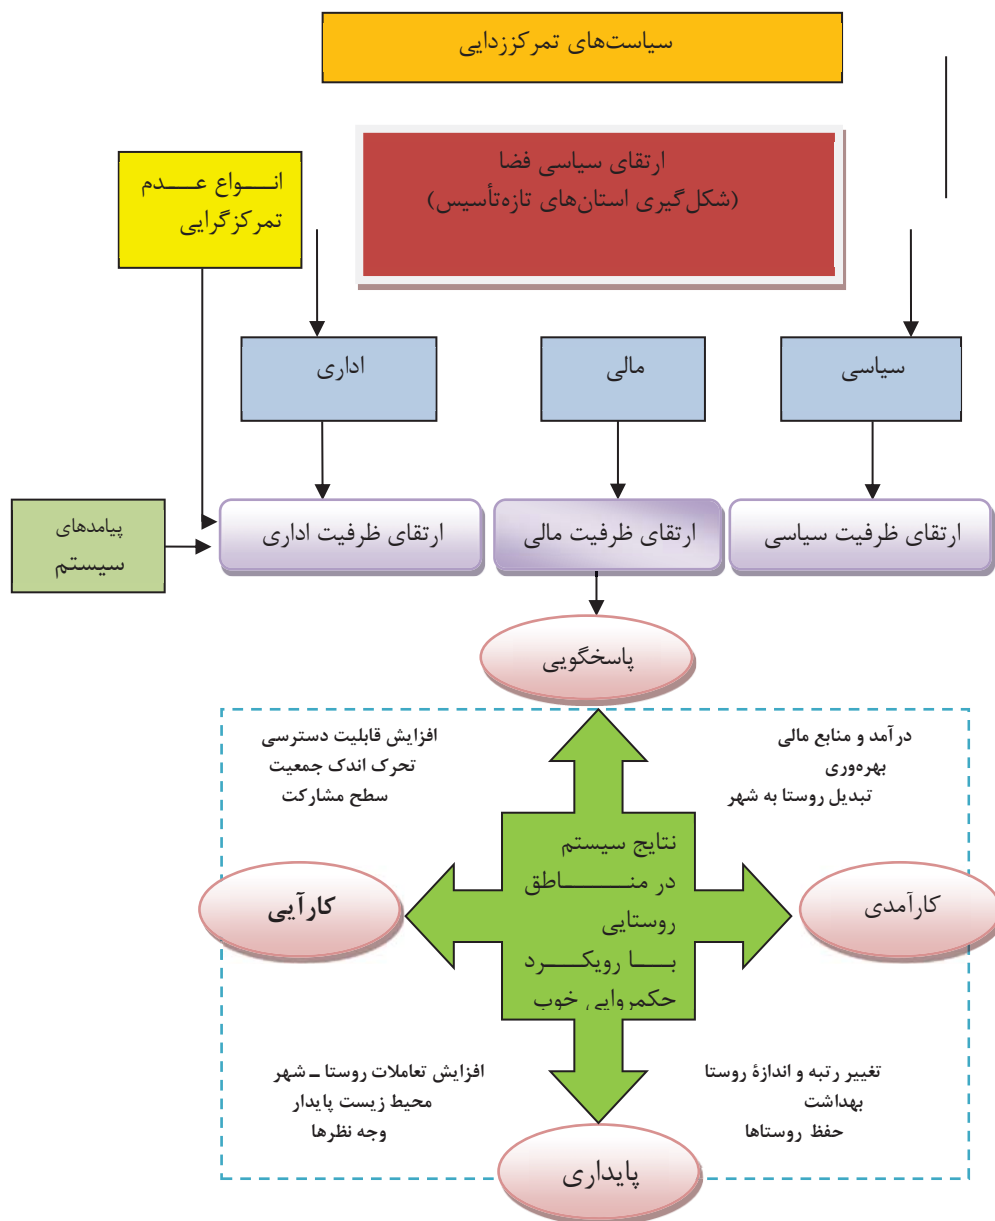 سیاست‌های تمرکززدایی
ارتقای سیاسی فضا
(شکل‌گیری استان‌های تازه‌تأسیس)
انواع عدم
تمرکزگرایی
سیاسی
مالی
اداری
ارتقای ظرفیت سیاسی
ارتقای ظرفیت مالی
ارتقای ظرفیت اداری
پیامدهای
سیستم
پاسخگویی
درآمد و منابع مالی
بهره‌وری
تبدیل روستا به شهر
افزایش قابلیت دسترسی
تحرک اندک جمعیت
سطح مشارکت
نتایج سیستم
در مناطق
روستایی
با رویکرد
حکمروایی خوب
کارآمدی
کارآیی
تغییر رتبه و اندازهٔ روستا
بهداشت
حفظ روستاها
افزایش تعاملات روستا ـ شهر
محیط زیست پایدار
وجه نظرها
پایداری